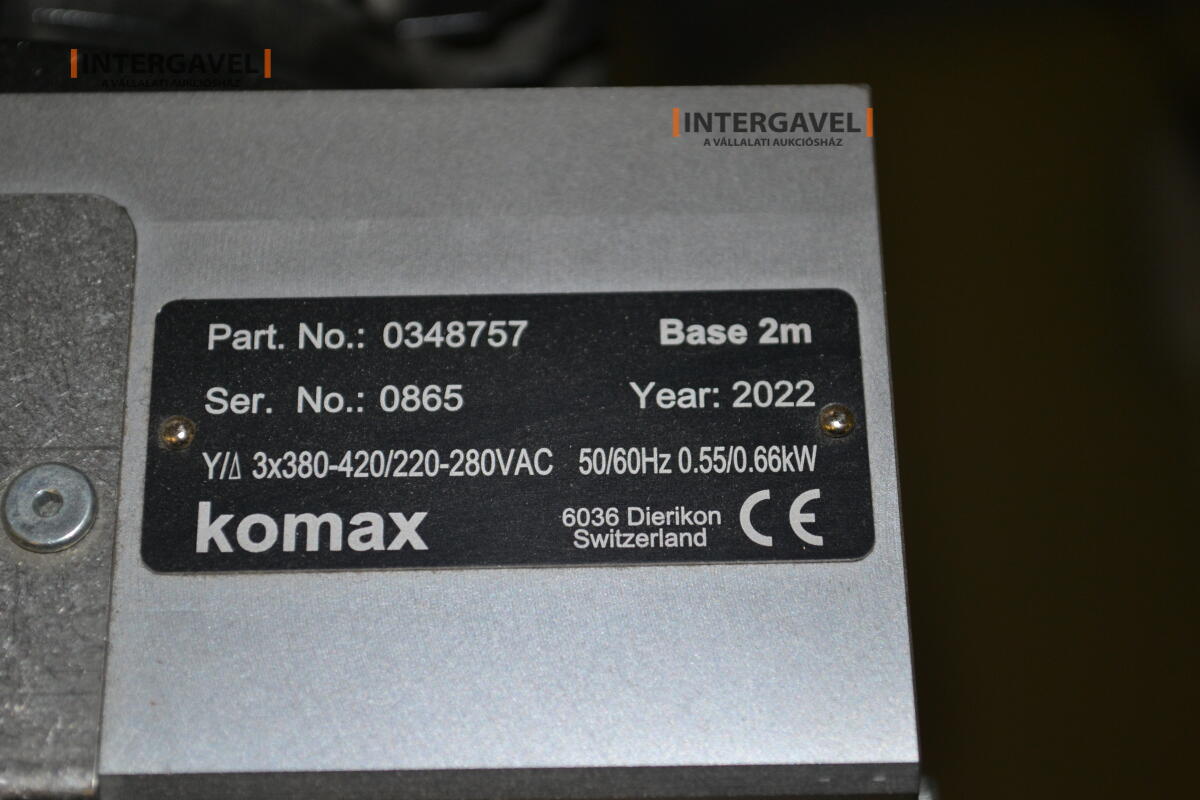 INTERGAVEL
A VÁLLALATI AUKCIÓSHÁZ
INTERGAVEL
A VÁLLALATI AUKCIÓSHÁZ
Part. No.: 0348757 Base 2m
Ser. No.: 0865 Year: 2022
Y/Δ 3x380-420/220-280VAC 50/60Hz 0.55/0.66kW
komax 6036 Dierikon
Switzerland CE